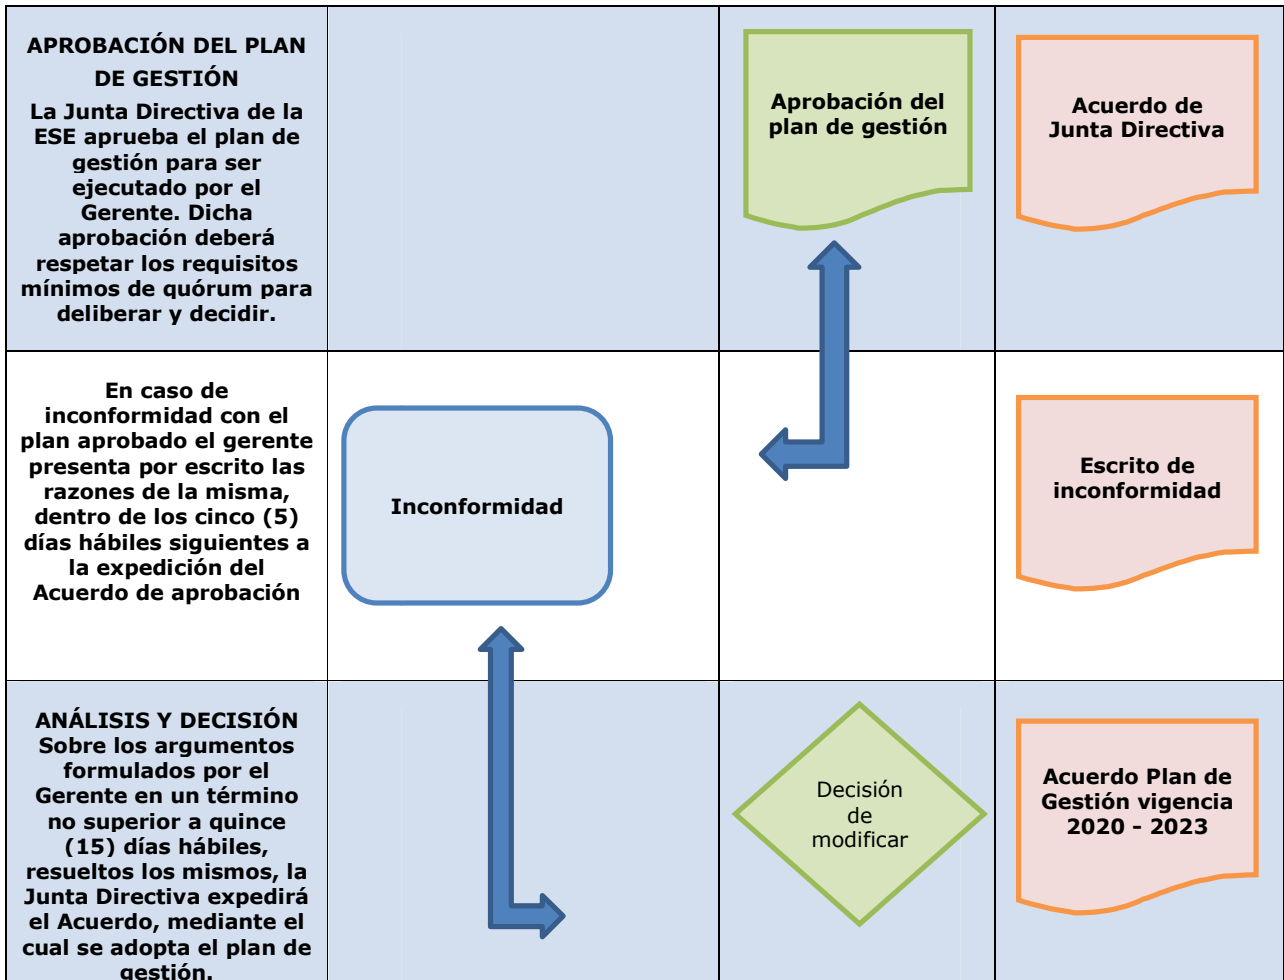 APROBACIÓN DEL PLAN
DE GESTIÓN
La Junta Directiva de la
ESE aprueba el plan de
gestión para ser
ejecutado por el
Gerente. Dicha
aprobación deberá
respetar los requisitos
mínimos de quórum para
deliberar y decidir.
Aprobación del
plan de gestión
Acuerdo de
Junta Directiva
En caso de
inconformidad con el
plan aprobado el gerente
presenta por escrito las
razones de la misma,
dentro de los cinco (5)
días hábiles siguientes a
la expedición del
Acuerdo de aprobación
Inconformidad
Escrito de
inconformidad
ANÁLISIS Y DECISIÓN
Sobre los argumentos
formulados por el
Gerente en un término
no superior a quince
(15) días hábiles,
resueltos los mismos, la
Junta Directiva expedirá
el Acuerdo, mediante el
cual se adopta el plan de
gestión.
Decisión
de
modificar
Acuerdo Plan de
Gestión vigencia
2020 - 2023